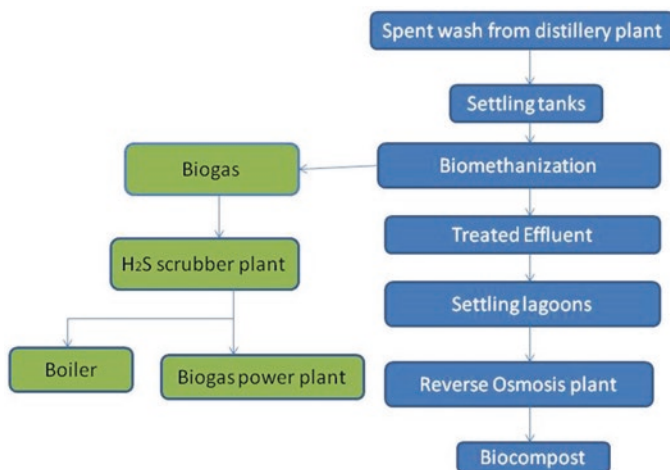 Spent wash from distillery plant
Settling tanks
Biomethanization
Biogas
Treated Effluent
H2S scrubber plant
Settling lagoons
Boiler
Biogas power plant
Reverse Osmosis plant
Biocompost